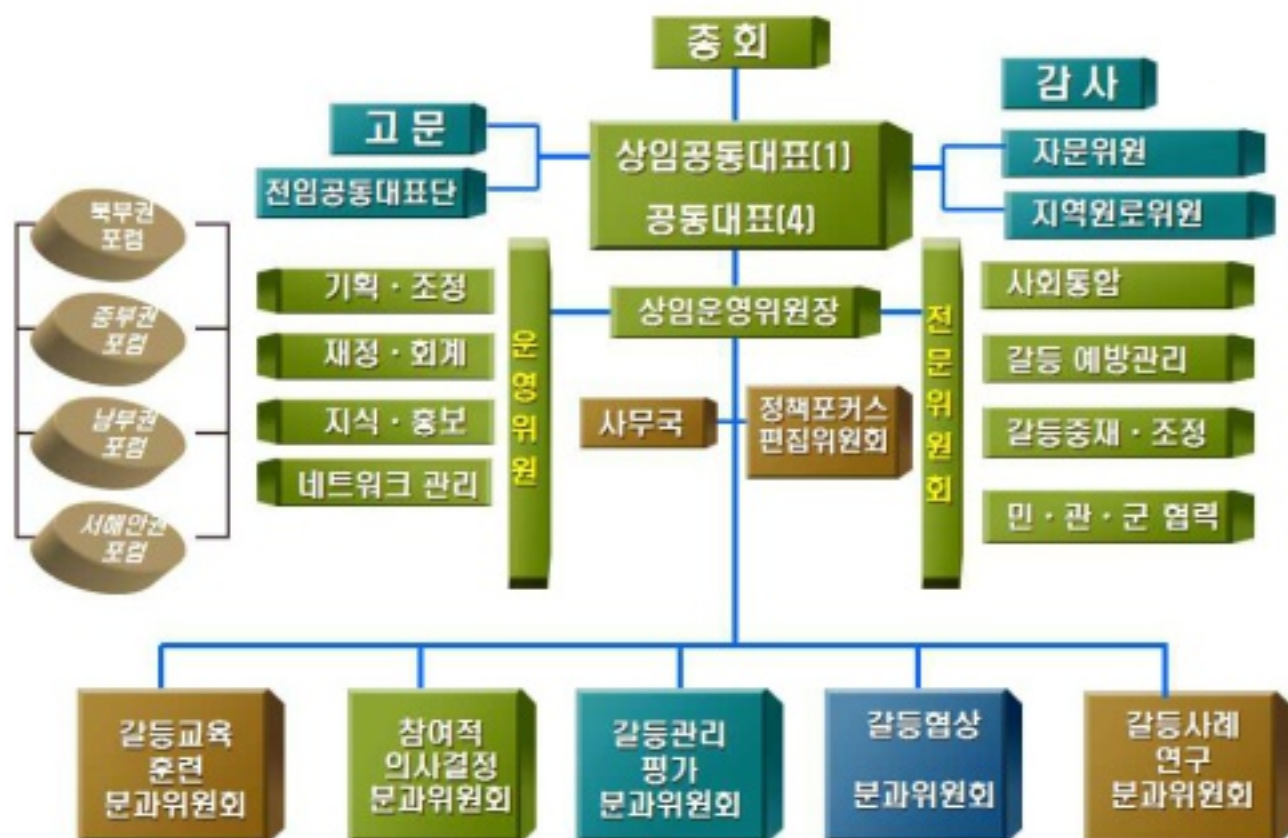 총 회
감 사
고 문
상임공동대표(1)
공동대표(4)
자문위원
전임공동대표단
지역원로위원
북부권
포럼
중부권
포럼
남부권
포럼
서해안권
포럼
기획 · 조정
재정 · 회계
지식 · 홍보
네트워크 관리
운영위원
상임운영위원장
사무국
정책포커스
편집위원회
전문위원회
사회통합
갈등 예방관리
갈등중재 · 조정
민 · 관 · 군 협력
갈등교육
훈련
분과위원회
참여적
의사결정
분과위원회
갈등관리
평가
분과위원회
갈등협상
분과위원회
갈등사례
연구
분과위원회